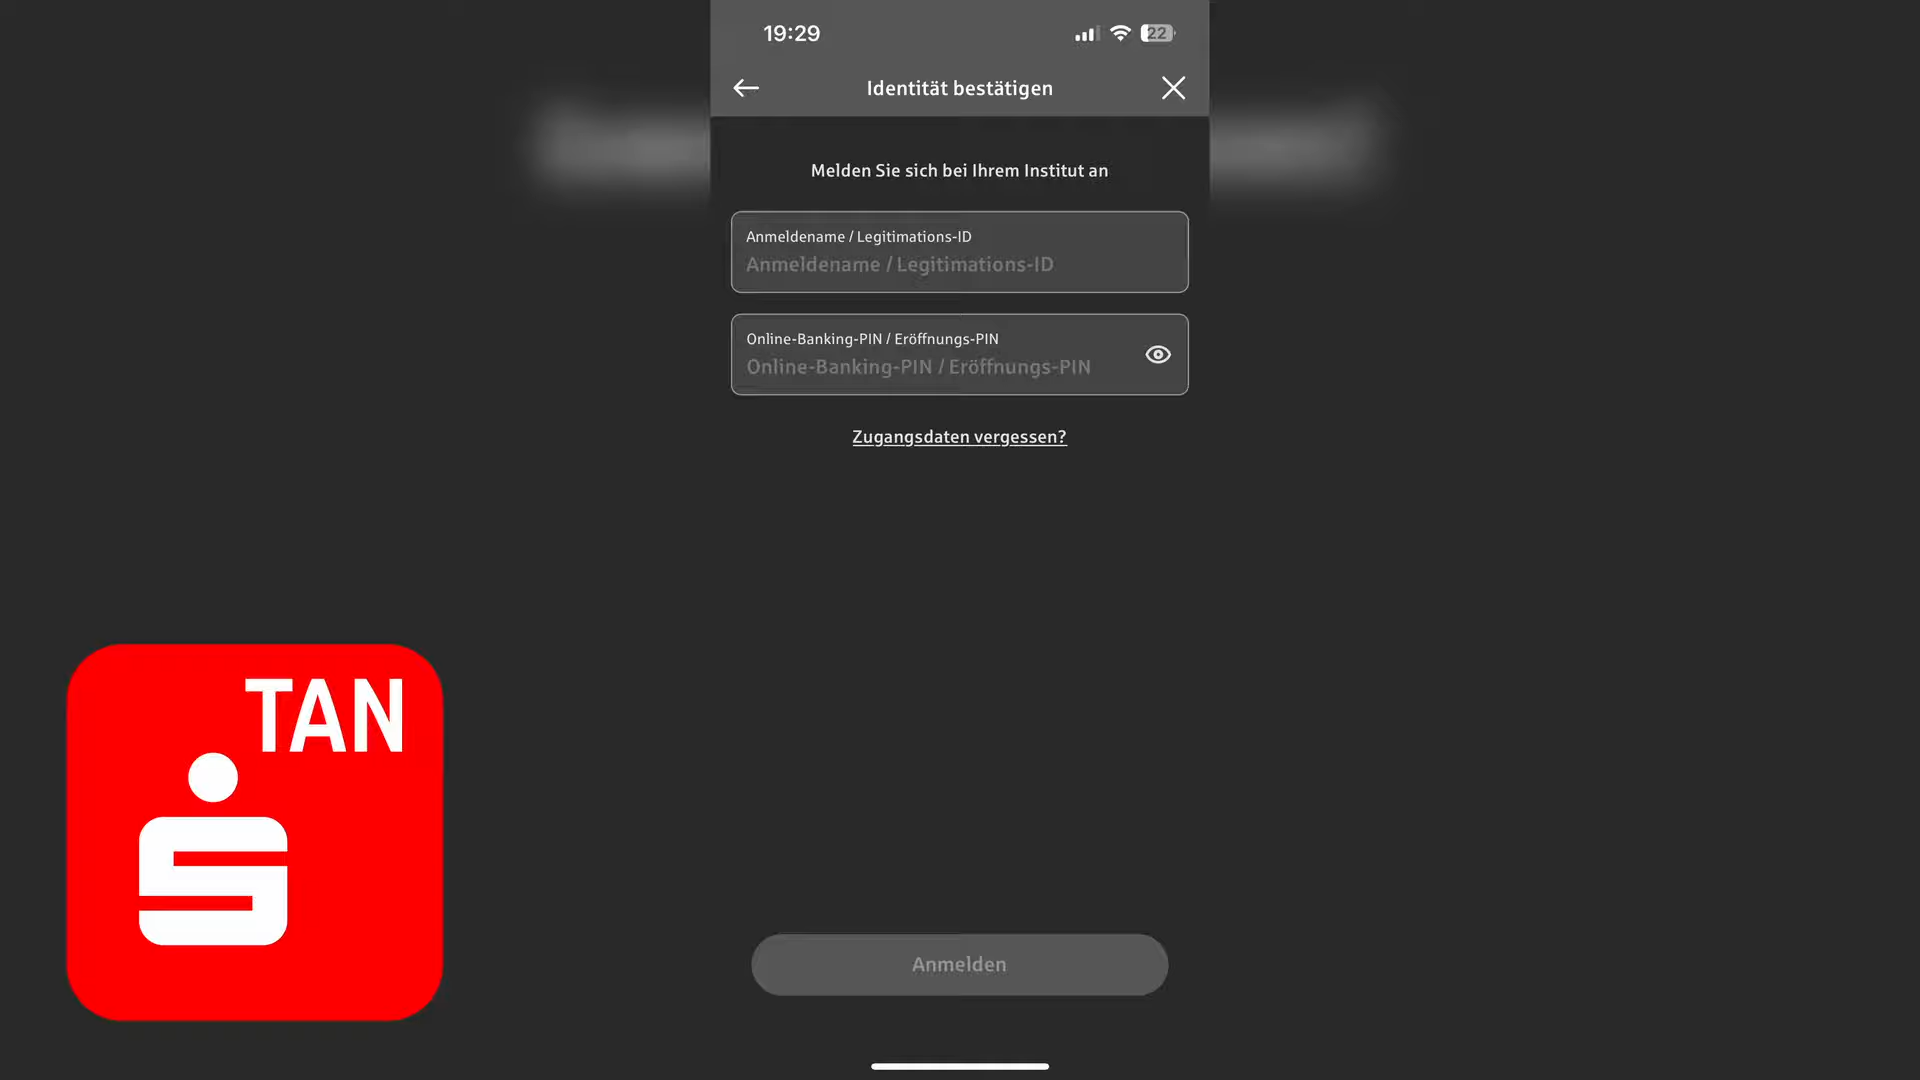 19:29
22
Identität bestätigen
Melden Sie sich bei Ihrem Institut an
Anmeldename / Legitimations-ID
Anmeldename / Legitimations-ID
Online-Banking-PIN / Eröffnungs-PIN
Online-Banking-PIN / Eröffnungs-PIN
Zugangsdaten vergessen?
TAN
Anmelden